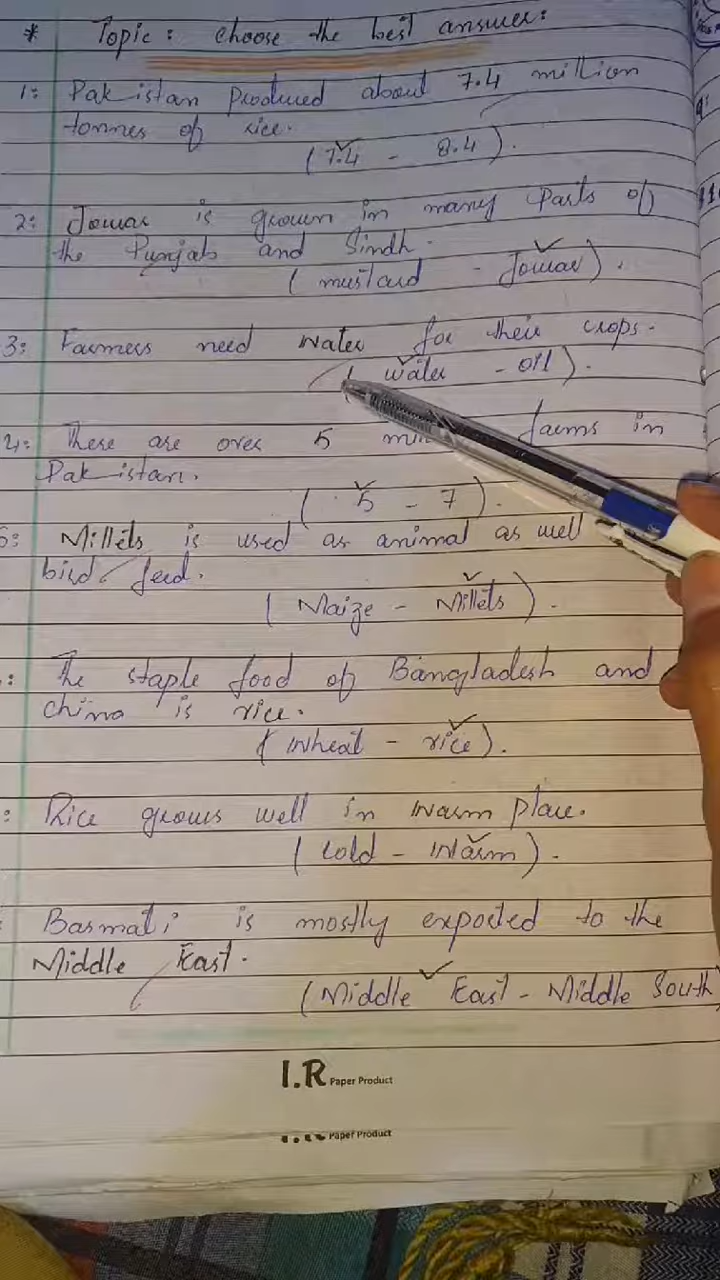 * Topic: Choose the best answer:
1: Pakistan Produced about 7.4 million
tonnes of rice.
(7.4 - 8.4).
2: Jowar is grown in many Parts of
the Punjab and Sindh.
(mustard - Jowar).
3: Farmers need water for their crops.
(water - oil).
4: There are over 5 farms in
Pakistan.
(5 - 7).
Millets is used as animal as well
bird feed.
(Maize - Millets).
: The staple food of Bangladesh and
china is rice.
(wheat - rice).
: Rice grows well in warm place.
(cold - warm).
Basmati is mostly exported to the
Middle East.
(Middle East - Middle South
I.R Paper Product
Paper Product